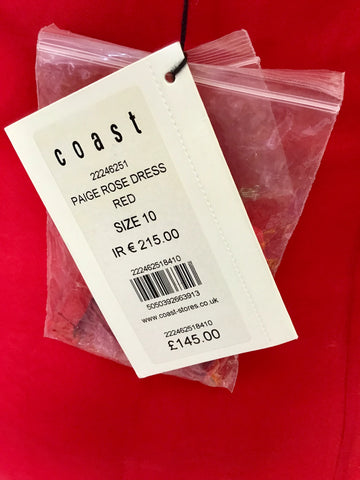 coast
22246251
PAIGE ROSE DRESS
RED
SIZE 10
IR € 215.00
222462518410
5050392663913
www.coast-stores.co.uk
222462518410
£145.00